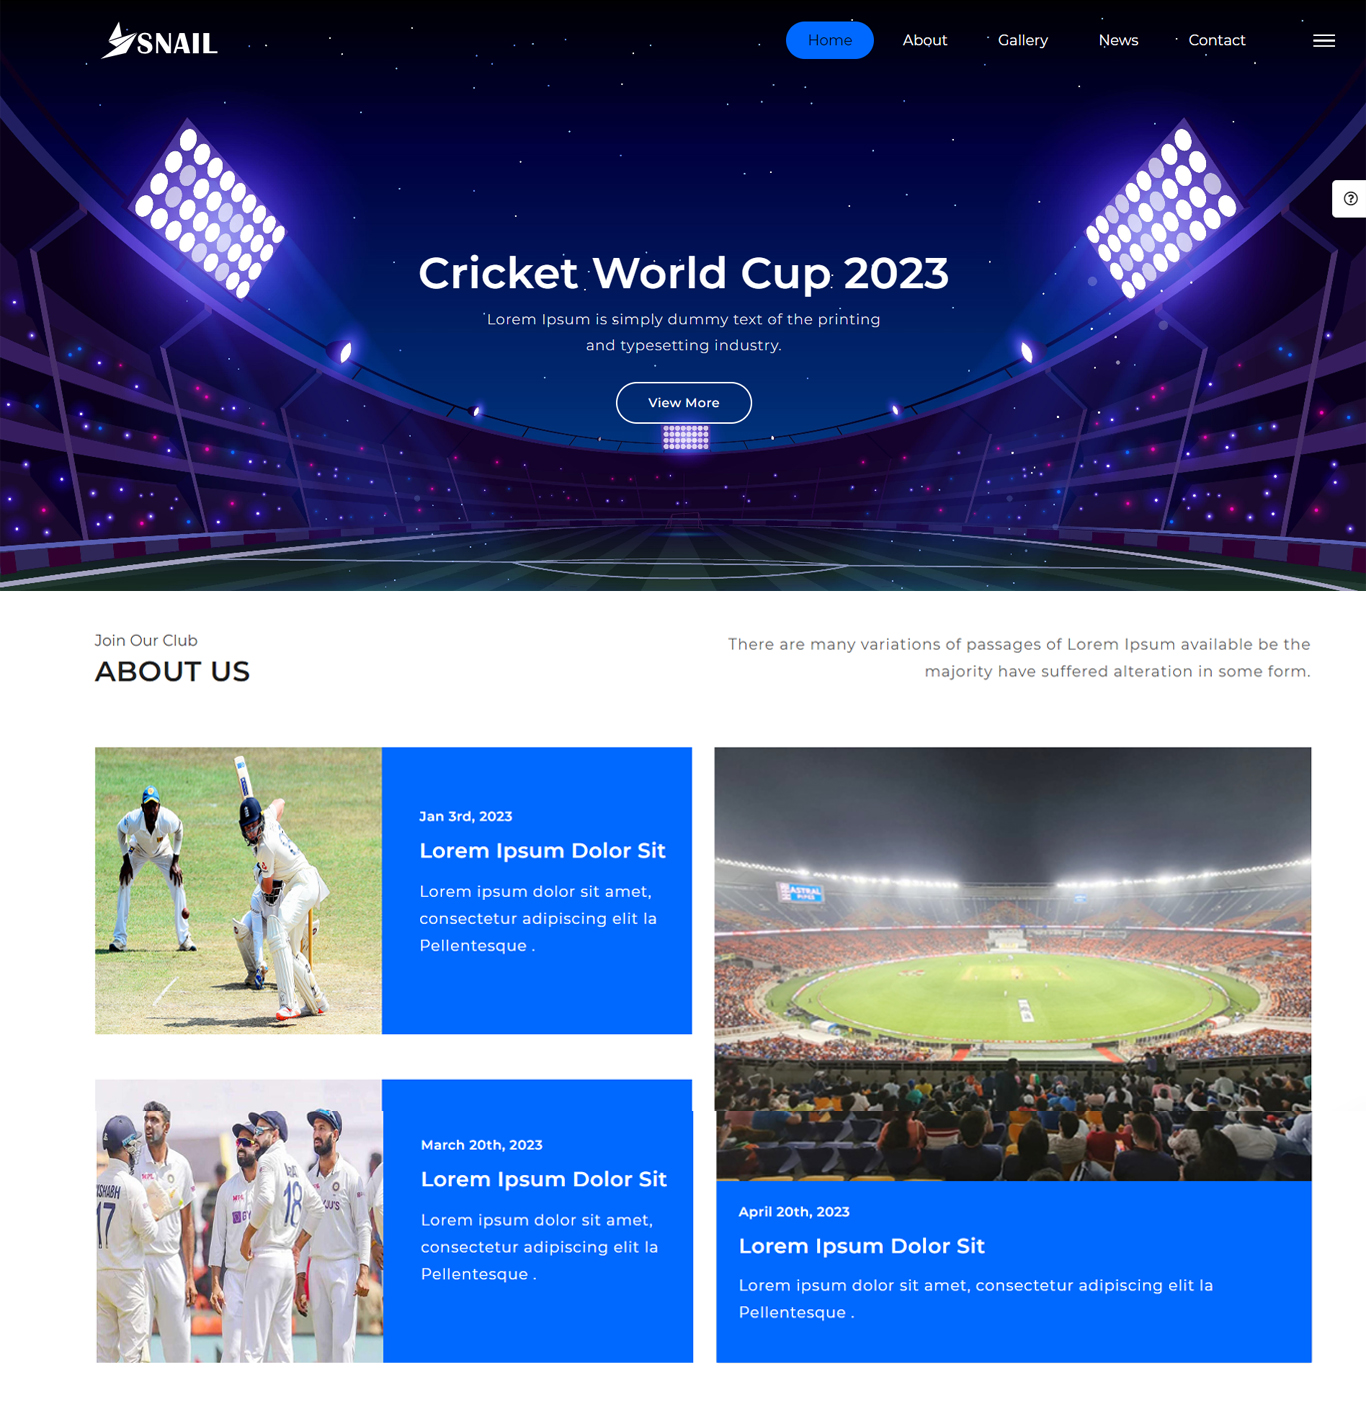 SNAIL
Home
About
Gallery
News
Contact
Cricket World Cup 2023
Lorem Ipsum is simply dummy text of the printing
and typesetting industry.
View More
Join Our Club
ABOUT US
There are many variations of passages of Lorem Ipsum available be the
majority have suffered alteration in some form.
Jan 3rd, 2023
Lorem Ipsum Dolor Sit
Lorem ipsum dolor sit amet,
consectetur adipiscing elit la
Pellentesque .
ASTRAL
PIPES
17
18
March 20th, 2023
Lorem Ipsum Dolor Sit
Lorem ipsum dolor sit amet,
consectetur adipiscing elit la
Pellentesque .
April 20th, 2023
Lorem Ipsum Dolor Sit
Lorem ipsum dolor sit amet, consectetur adipiscing elit la
Pellentesque .